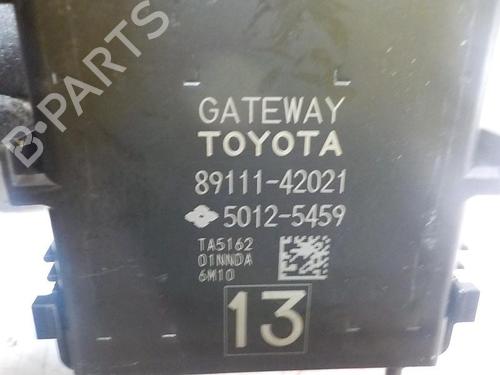 B-PARTS
GATEWAY
TOYOTA
89111-42021
5012-5459
TA5162
01NNDA
6M10
13